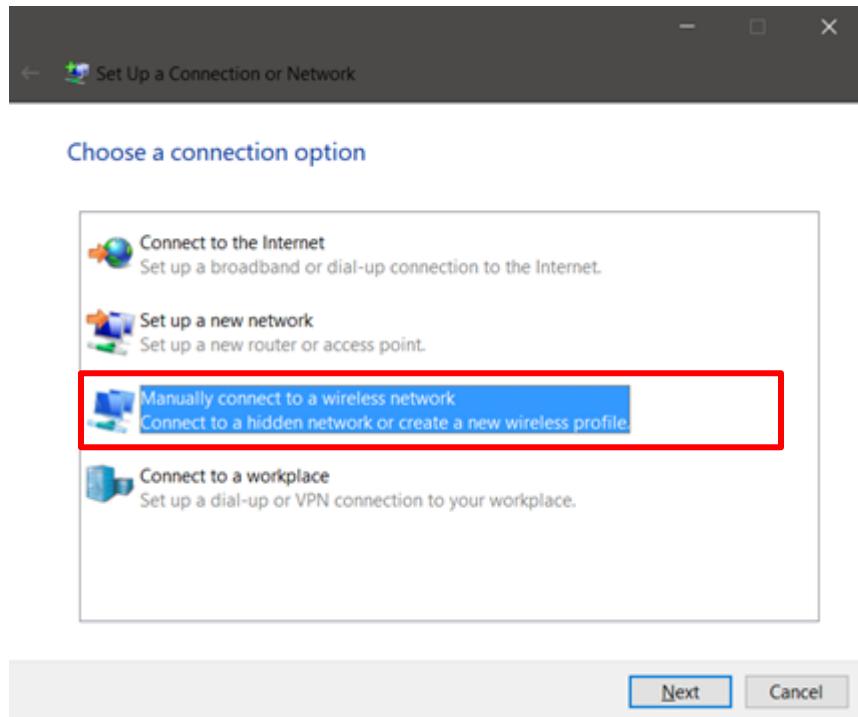 Set Up a Connection or Network
Choose a connection option
Connect to the Internet
Set up a broadband or dial-up connection to the Internet.
Set up a new network
Set up a new router or access point.
Manually connect to a wireless network
Connect to a hidden network or create a new wireless profile.
Connect to a workplace
Set up a dial-up or VPN connection to your workplace.
Next
Cancel